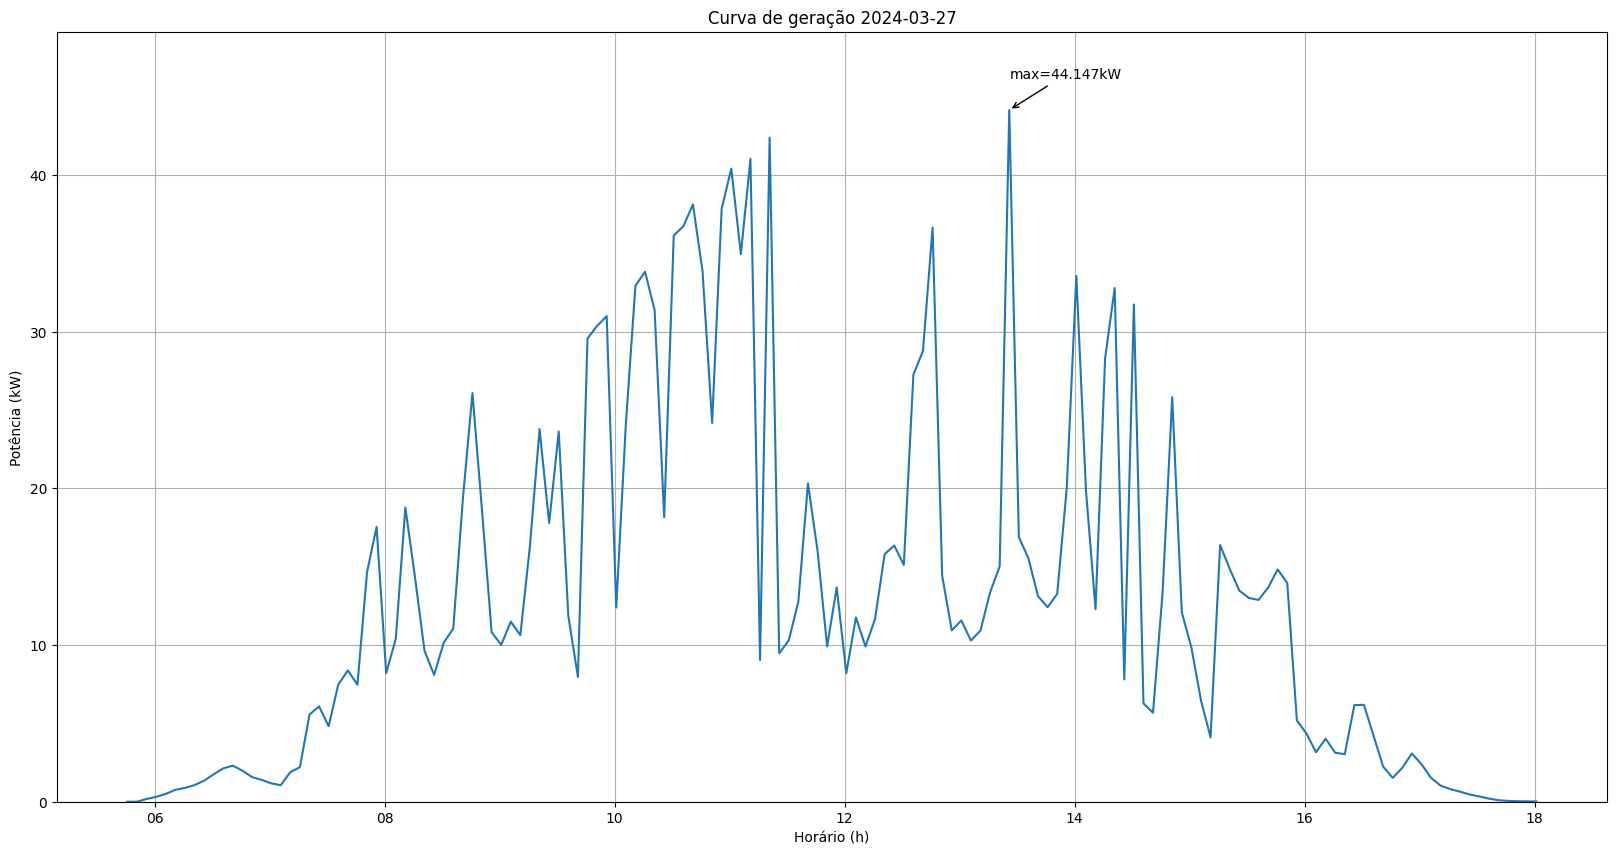 Curva de geração 2024-03-27
max=44.147kW
Potência (kW)
40
30
20
10
0
06 08 10 12 14 16 18
Horário (h)